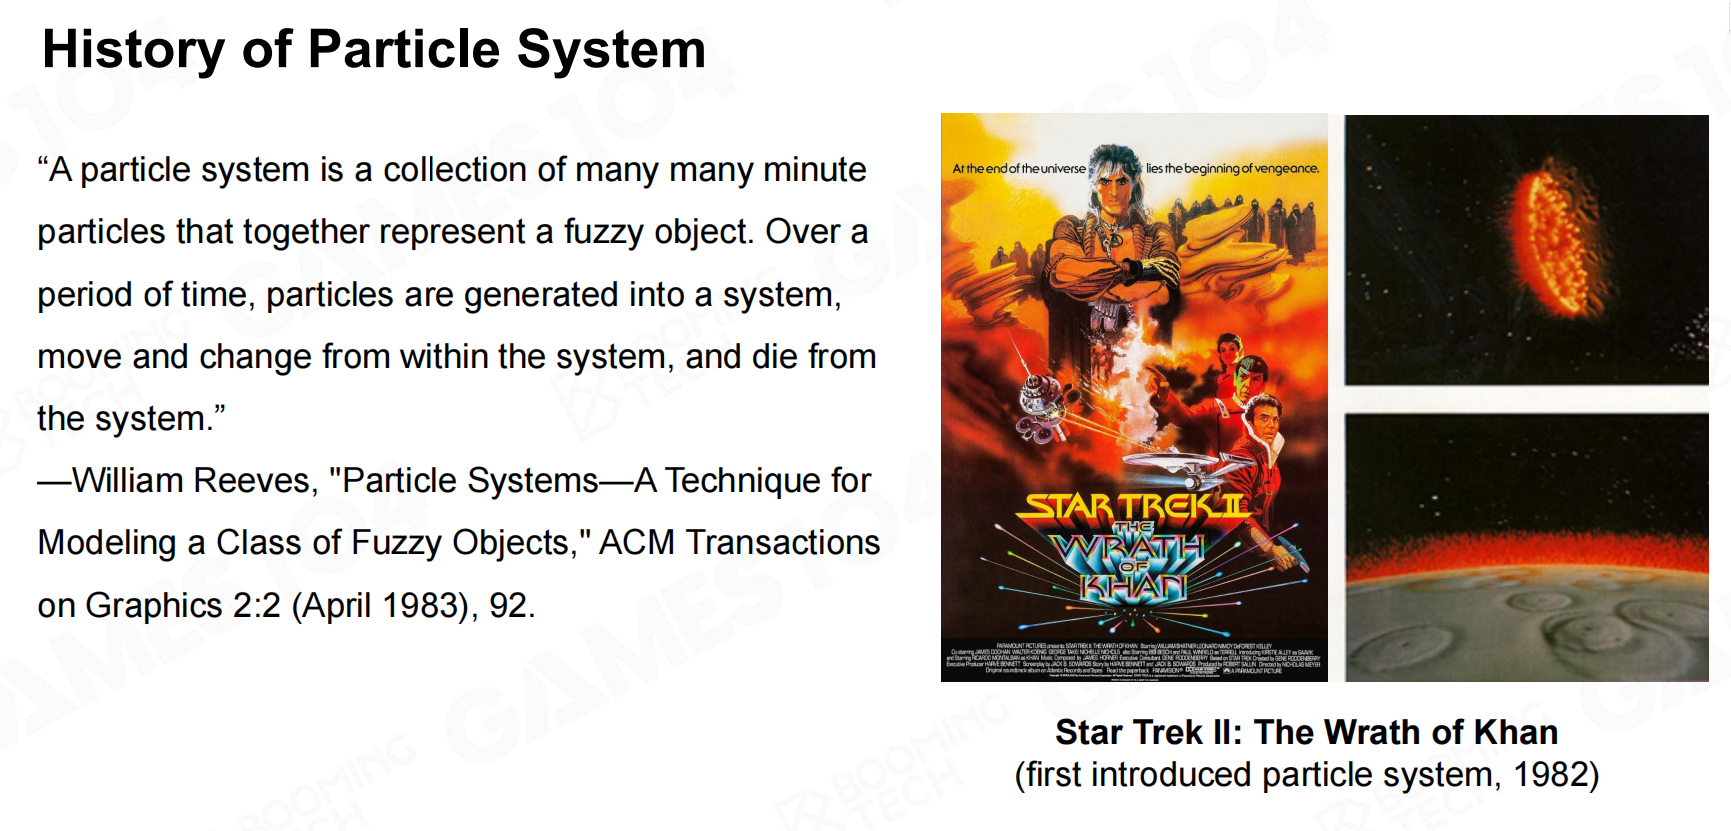 History of Particle System
“A particle system is a collection of many many minute
particles that together represent a fuzzy object. Over a
period of time, particles are generated into a system,
move and change from within the system, and die from
the system.”
—William Reeves, "Particle Systems—A Technique for
Modeling a Class of Fuzzy Objects," ACM Transactions
on Graphics 2:2 (April 1983), 92.
At the end of the universe lies the beginning of vengeance.
STAR TREK II
THE
WRATH
OF
KHAN
Star Trek II: The Wrath of Khan
(first introduced particle system, 1982)
GAMES 104
BOOMING
TECH